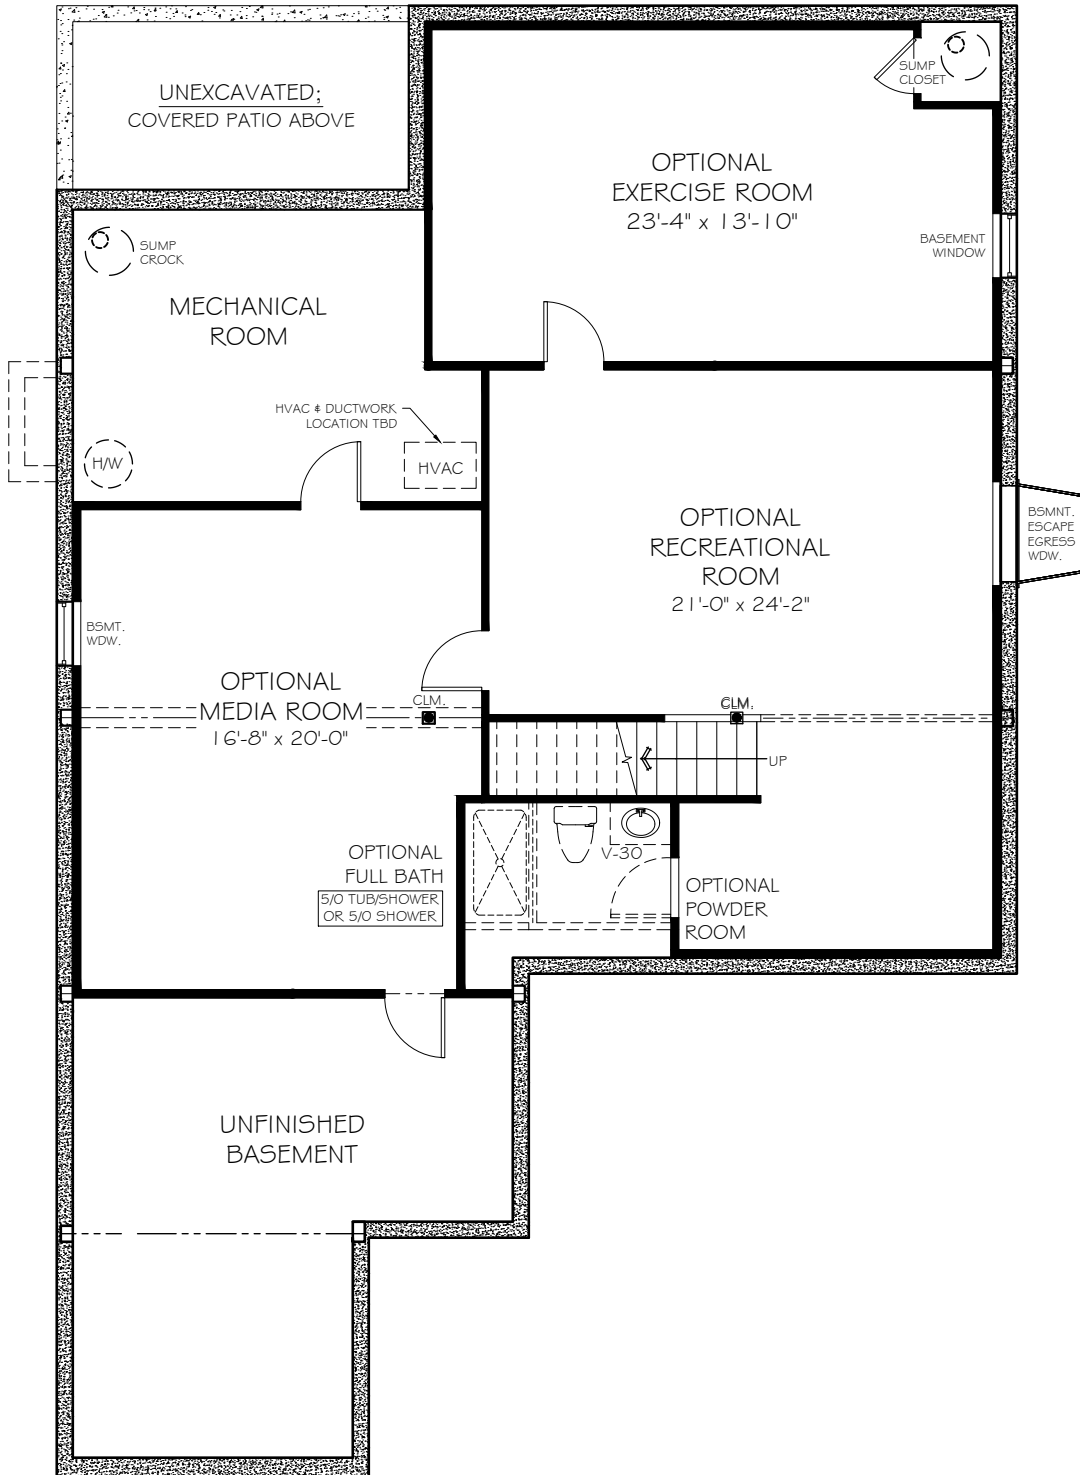 UNEXCAVATED;
COVERED PATIO ABOVE
SUMP
CLOSET
OPTIONAL
EXERCISE ROOM
23'-4" x 13'-10"
BASEMENT
WINDOW
SUMP
CROCK
MECHANICAL
ROOM
HVAC & DUCTWORK
LOCATION TBD
H/W
HVAC
OPTIONAL
RECREATIONAL
ROOM
21'-0" x 24'-2"
BSMNT.
ESCAPE
EGRESS
WDW.
BSMT.
WDW.
OPTIONAL
MEDIA ROOM
16'-8" x 20'-0"
CLM.
CLM.
UP
OPTIONAL
FULL BATH
5/0 TUB/SHOWER
OR 5/0 SHOWER
V-30
OPTIONAL
POWDER
ROOM
UNFINISHED
BASEMENT